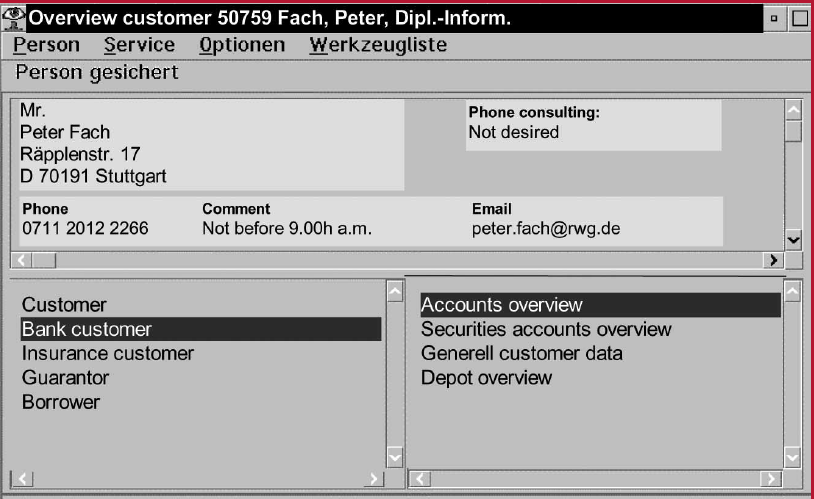 Overview customer 50759 Fach, Peter, Dipl.-Inform.
Person Service Optionen Werkzeugliste
Person gesichert
Mr.
Peter Fach
Räpplenstr. 17
D 70191 Stuttgart
Phone consulting:
Not desired
Phone Comment Email
0711 2012 2266 Not before 9.00h a.m. peter.fach@rwg.de
Customer
Bank customer
Insurance customer
Guarantor
Borrower
Accounts overview
Securities accounts overview
Generell customer data
Depot overview